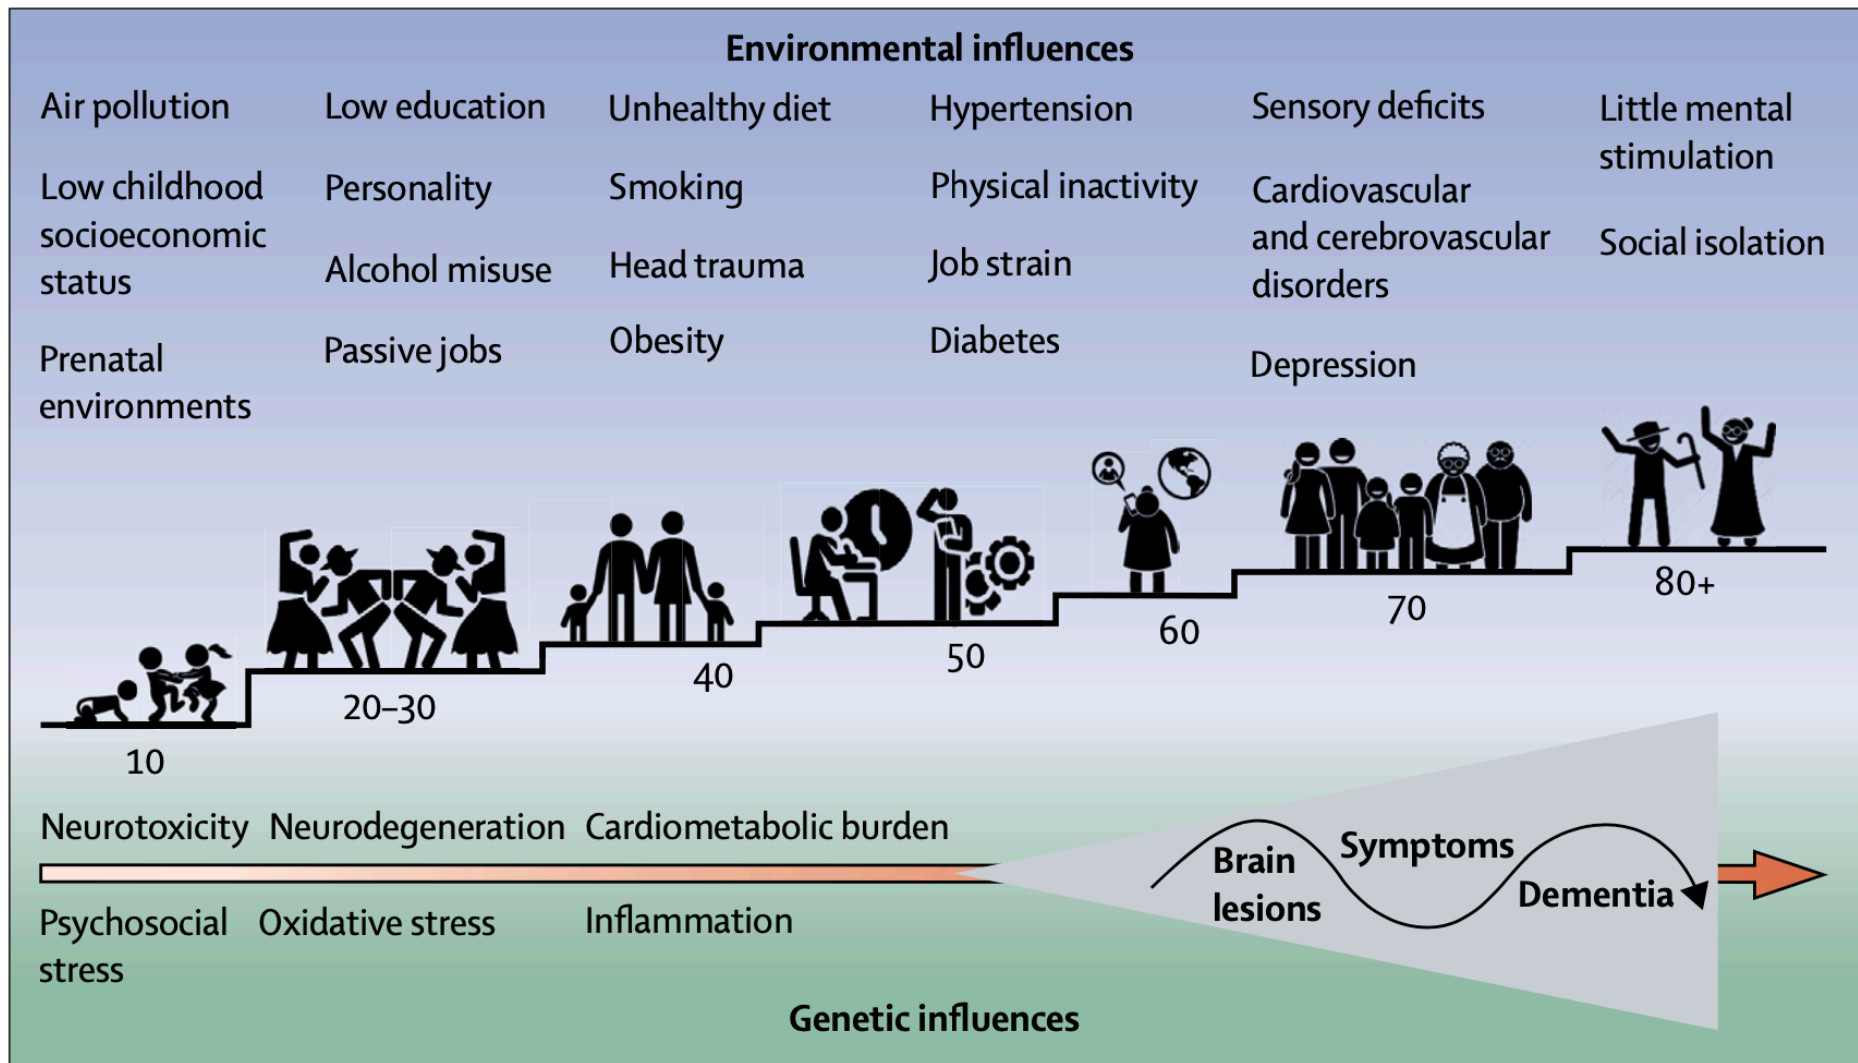 Environmental influences
Air pollution
Low childhood
socioeconomic
status
Prenatal
environments
Low education
Personality
Alcohol misuse
Passive jobs
Unhealthy diet
Smoking
Head trauma
Obesity
Hypertension
Physical inactivity
Job strain
Diabetes
Sensory deficits
Cardiovascular
and cerebrovascular
disorders
Depression
Little mental
stimulation
Social isolation
10
20–30
40
50
60
70
80+
Neurotoxicity
Neurodegeneration
Cardiometabolic burden
Psychosocial
stress
Oxidative stress
Inflammation
Brain
lesions
Symptoms
Dementia
Genetic influences